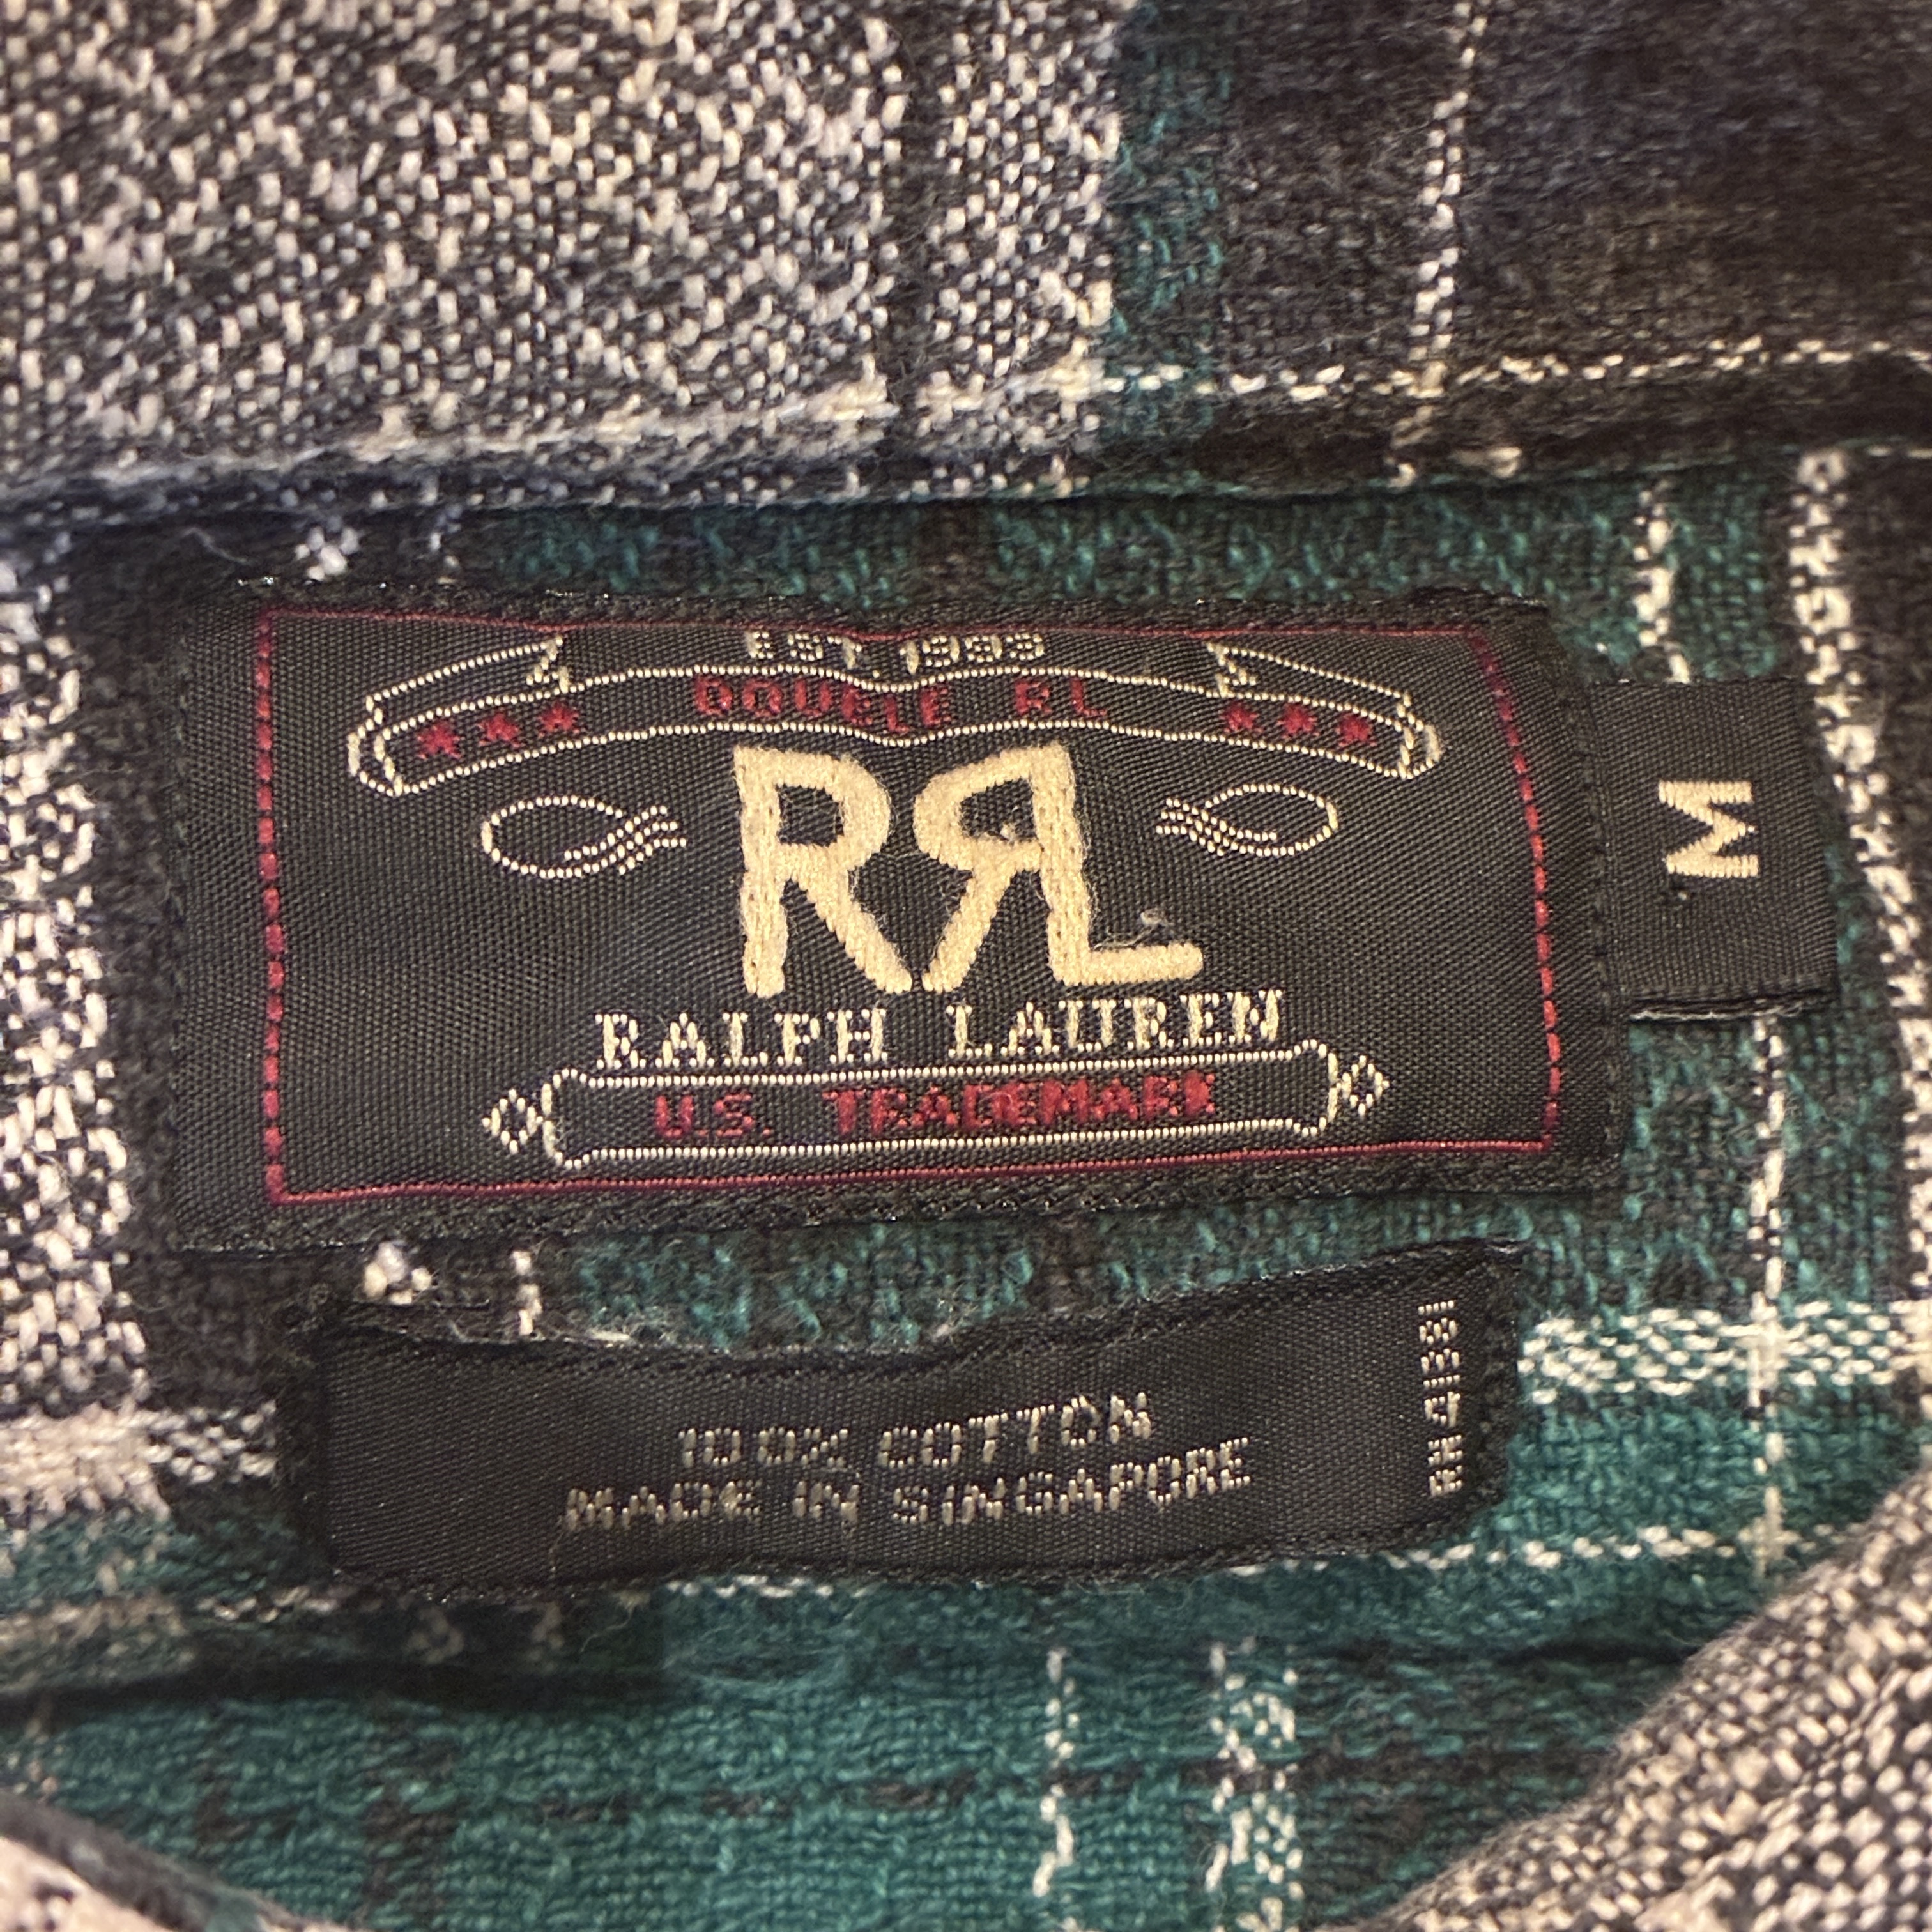 EST. 1993
DOUBLE RL
RRL
RALPH LAUREN
U.S. TRADEMARK
M
100% COTTON
MADE IN SINGAPORE